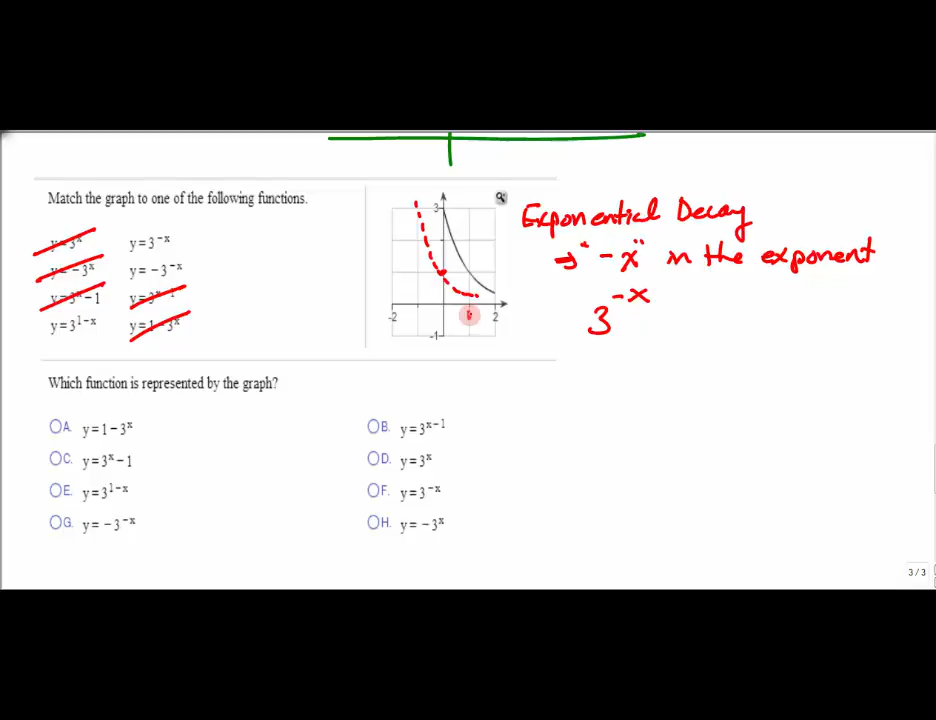 Match the graph to one of the following functions.
y = 3^x y = 3^-x
y = -3^x y = -3^-x
y = 3^x - 1 y = 3^x-1
y = 3^1-x y = 1 - 3^x
3
-2 2
-1
Exponential Decay
⇒ "-x" in the exponent
3^-x
Which function is represented by the graph?
A. y = 1 - 3^x B. y = 3^x-1
C. y = 3^x - 1 D. y = 3^x
E. y = 3^1-x F. y = 3^-x
G. y = -3^-x H. y = -3^x
3 / 3